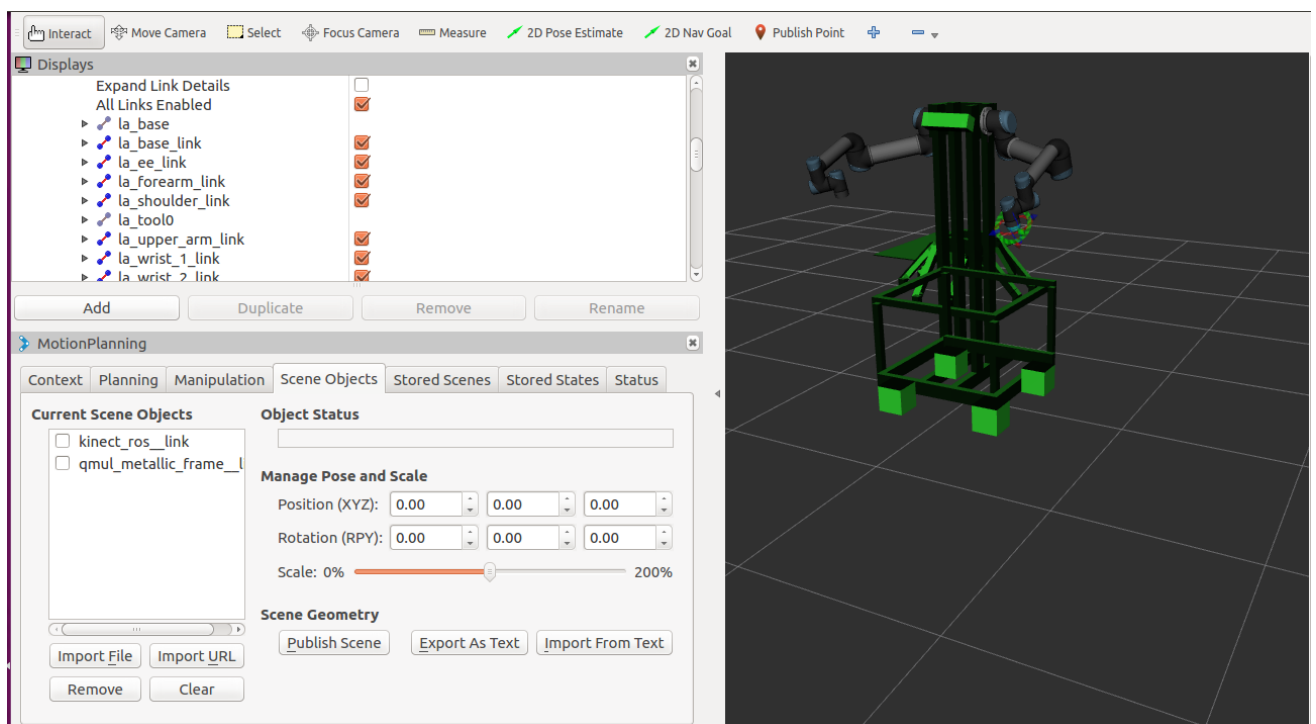 Interact Move Camera Select Focus Camera Measure 2D Pose Estimate 2D Nav Goal Publish Point
Displays
Expand Link Details
All Links Enabled
la_base
la_base_link
la_ee_link
la_forearm_link
la_shoulder_link
la_tool0
la_upper_arm_link
la_wrist_1_link
la_wrist_2_link
Add Duplicate Remove Rename
MotionPlanning
Context Planning Manipulation Scene Objects Stored Scenes Stored States Status
Current Scene Objects
kinect_ros__link
qmul_metallic_frame__l
Import File Import URL
Remove Clear
Object Status
Manage Pose and Scale
Position (XYZ): 0.00 0.00 0.00
Rotation (RPY): 0.00 0.00 0.00
Scale: 0% 200%
Scene Geometry
Publish Scene Export As Text Import From Text